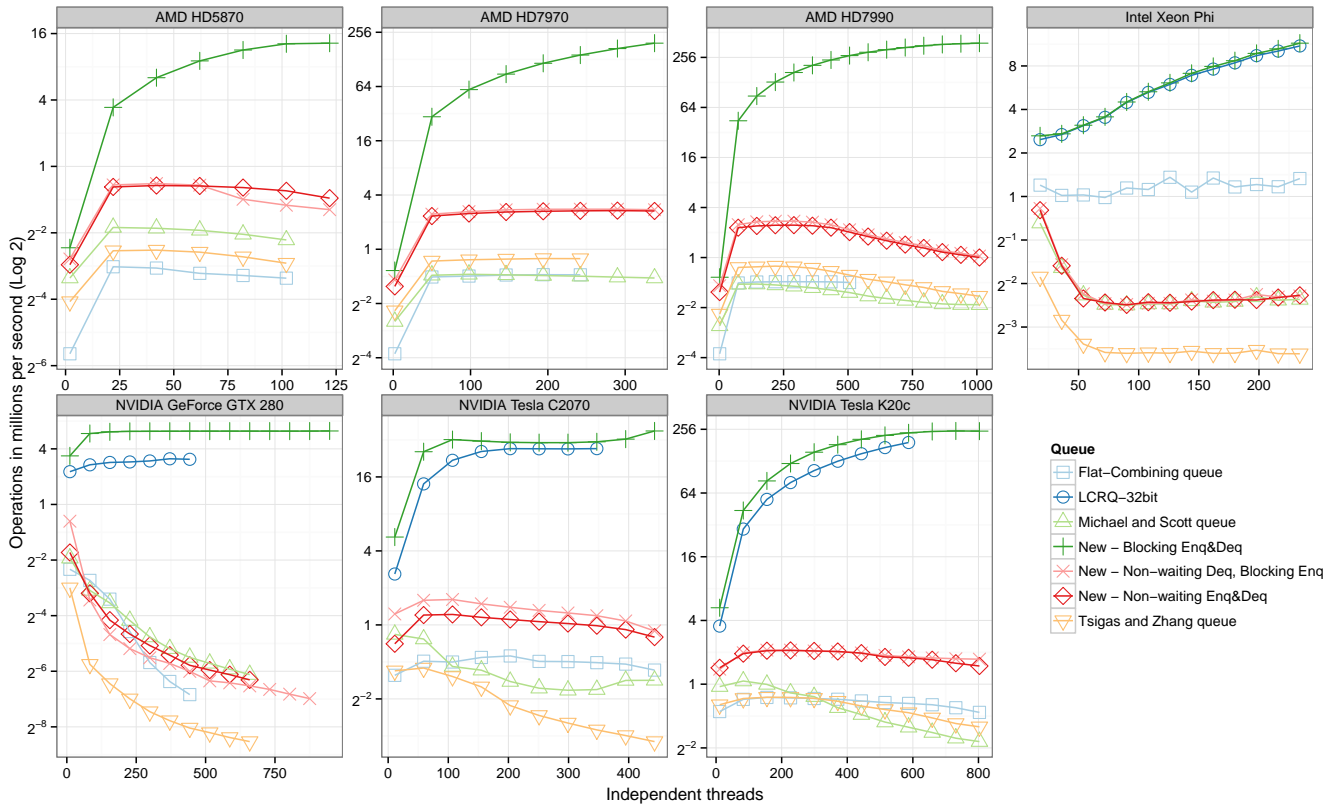 AMD HD5870
AMD HD7970
AMD HD7990
Intel Xeon Phi
16
4
1
2−2
2−4
2−6
0 25 50 75 100 125
256
64
16
4
1
2−2
2−4
0 100 200 300
256
64
16
4
1
2−2
2−4
0 250 500 750 1000
8
4
2
1
2−1
2−2
2−3
50 100 150 200
Operations in millions per second (Log 2)
NVIDIA GeForce GTX 280
NVIDIA Tesla C2070
NVIDIA Tesla K20c
4
1
2−2
2−4
2−6
2−8
0 250 500 750
16
4
1
2−2
0 100 200 300 400
256
64
16
4
1
2−2
0 200 400 600 800
Independent threads
Queue
Flat−Combining queue
LCRQ−32bit
Michael and Scott queue
New − Blocking Enq&Deq
New − Non−waiting Deq, Blocking Enq
New − Non−waiting Enq&Deq
Tsigas and Zhang queue